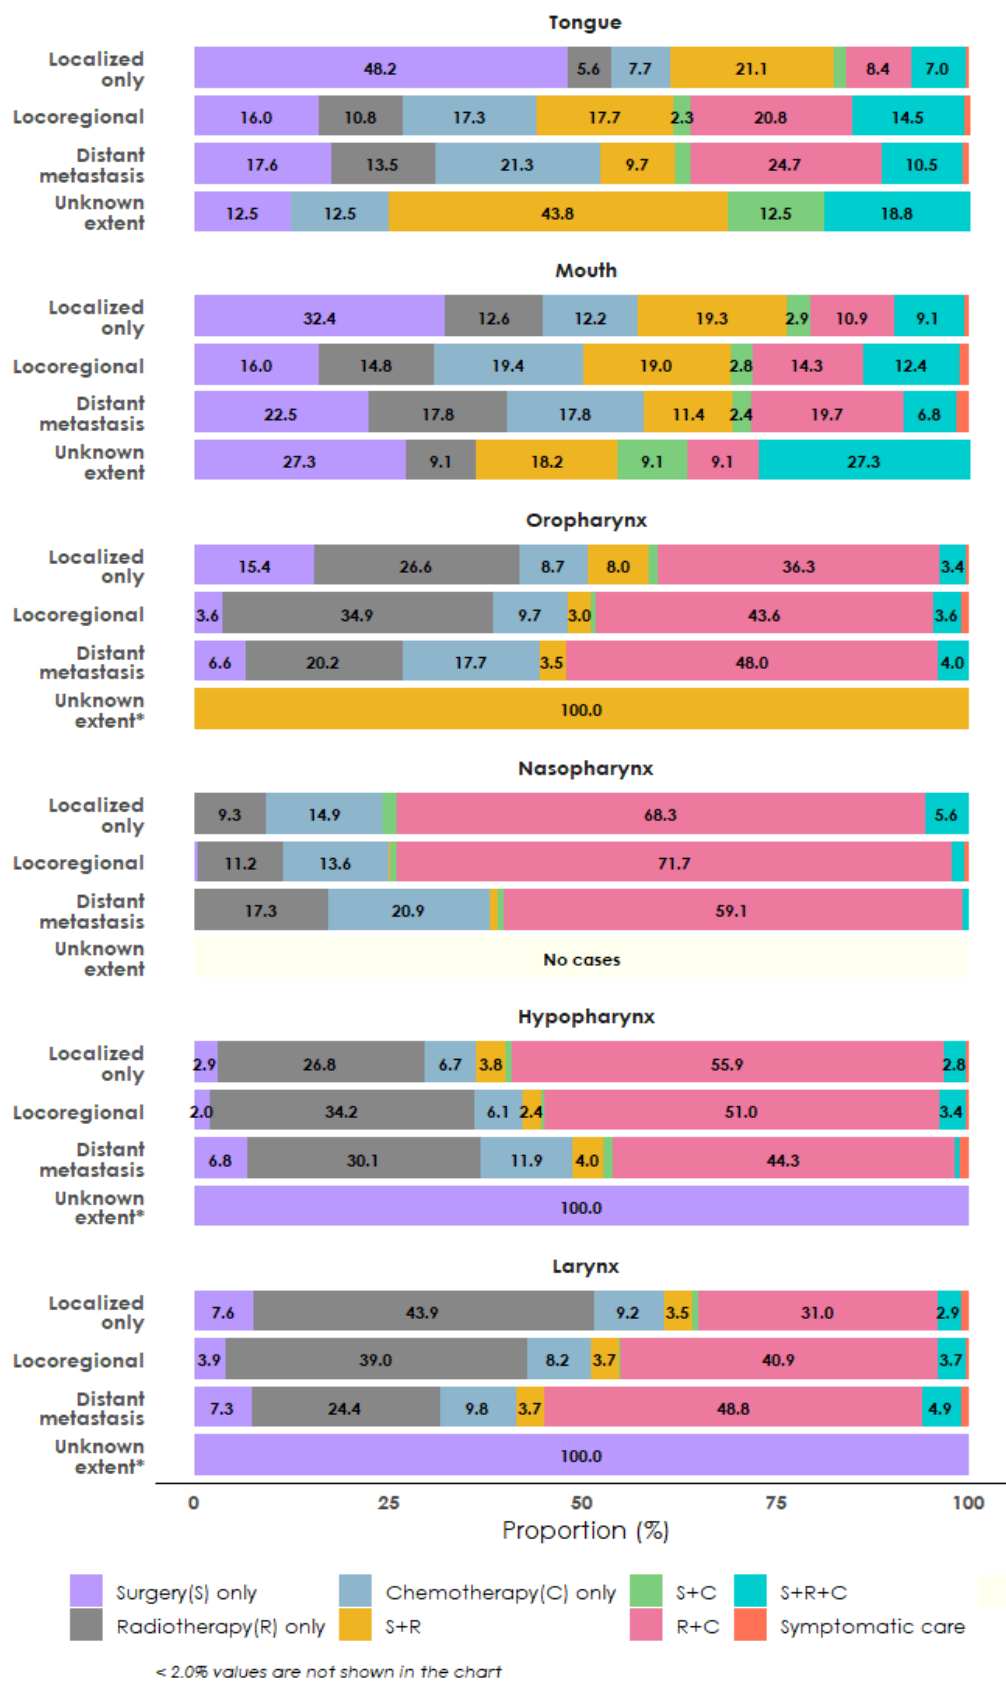 Tongue
Localized only 48.2 5.6 7.7 21.1 8.4 7.0
Locoregional 16.0 10.8 17.3 17.7 2.3 20.8 14.5
Distant metastasis 17.6 13.5 21.3 9.7 24.7 10.5
Unknown extent 12.5 12.5 43.8 12.5 18.8
Mouth
Localized only 32.4 12.6 12.2 19.3 2.9 10.9 9.1
Locoregional 16.0 14.8 19.4 19.0 2.8 14.3 12.4
Distant metastasis 22.5 17.8 17.8 11.4 2.4 19.7 6.8
Unknown extent 27.3 9.1 18.2 9.1 9.1 27.3
Oropharynx
Localized only 15.4 26.6 8.7 8.0 36.3 3.4
Locoregional 3.6 34.9 9.7 3.0 43.6 3.6
Distant metastasis 6.6 20.2 17.7 3.5 48.0 4.0
Unknown extent* 100.0
Nasopharynx
Localized only 9.3 14.9 68.3 5.6
Locoregional 11.2 13.6 71.7
Distant metastasis 17.3 20.9 59.1
Unknown extent No cases
Hypopharynx
Localized only 2.9 26.8 6.7 3.8 55.9 2.8
Locoregional 2.0 34.2 6.1 2.4 51.0 3.4
Distant metastasis 6.8 30.1 11.9 4.0 44.3
Unknown extent* 100.0
Larynx
Localized only 7.6 43.9 9.2 3.5 31.0 2.9
Locoregional 3.9 39.0 8.2 3.7 40.9 3.7
Distant metastasis 7.3 24.4 9.8 3.7 48.8 4.9
Unknown extent* 100.0
0 25 50 75 100
Proportion (%)
Surgery(S) only Chemotherapy(C) only S+C S+R+C
Radiotherapy(R) only S+R R+C Symptomatic care
< 2.0% values are not shown in the chart